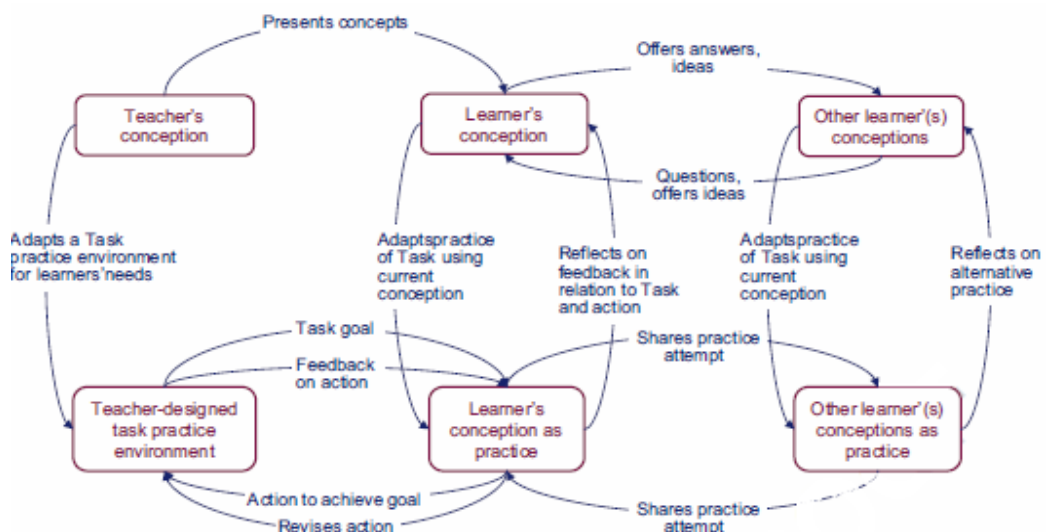 Presents concepts
Offers answers,
ideas
Teacher's
conception
Learner's
conception
Other learner'(s)
conceptions
Questions,
offers ideas
Adapts a Task
practice environment
for learners'needs
Adaptspractice
of Task using
current
conception
Reflects on
feedback in
relation to Task
and action
Adaptspractice
of Task using
current
conception
Reflects on
alternative
practice
Task goal
Feedback
on action
Shares practice
attempt
Teacher-designed
task practice
environment
Learner's
conception as
practice
Other learner'(s)
conceptions as
practice
Action to achieve goal
Revises action
Shares practice
attempt